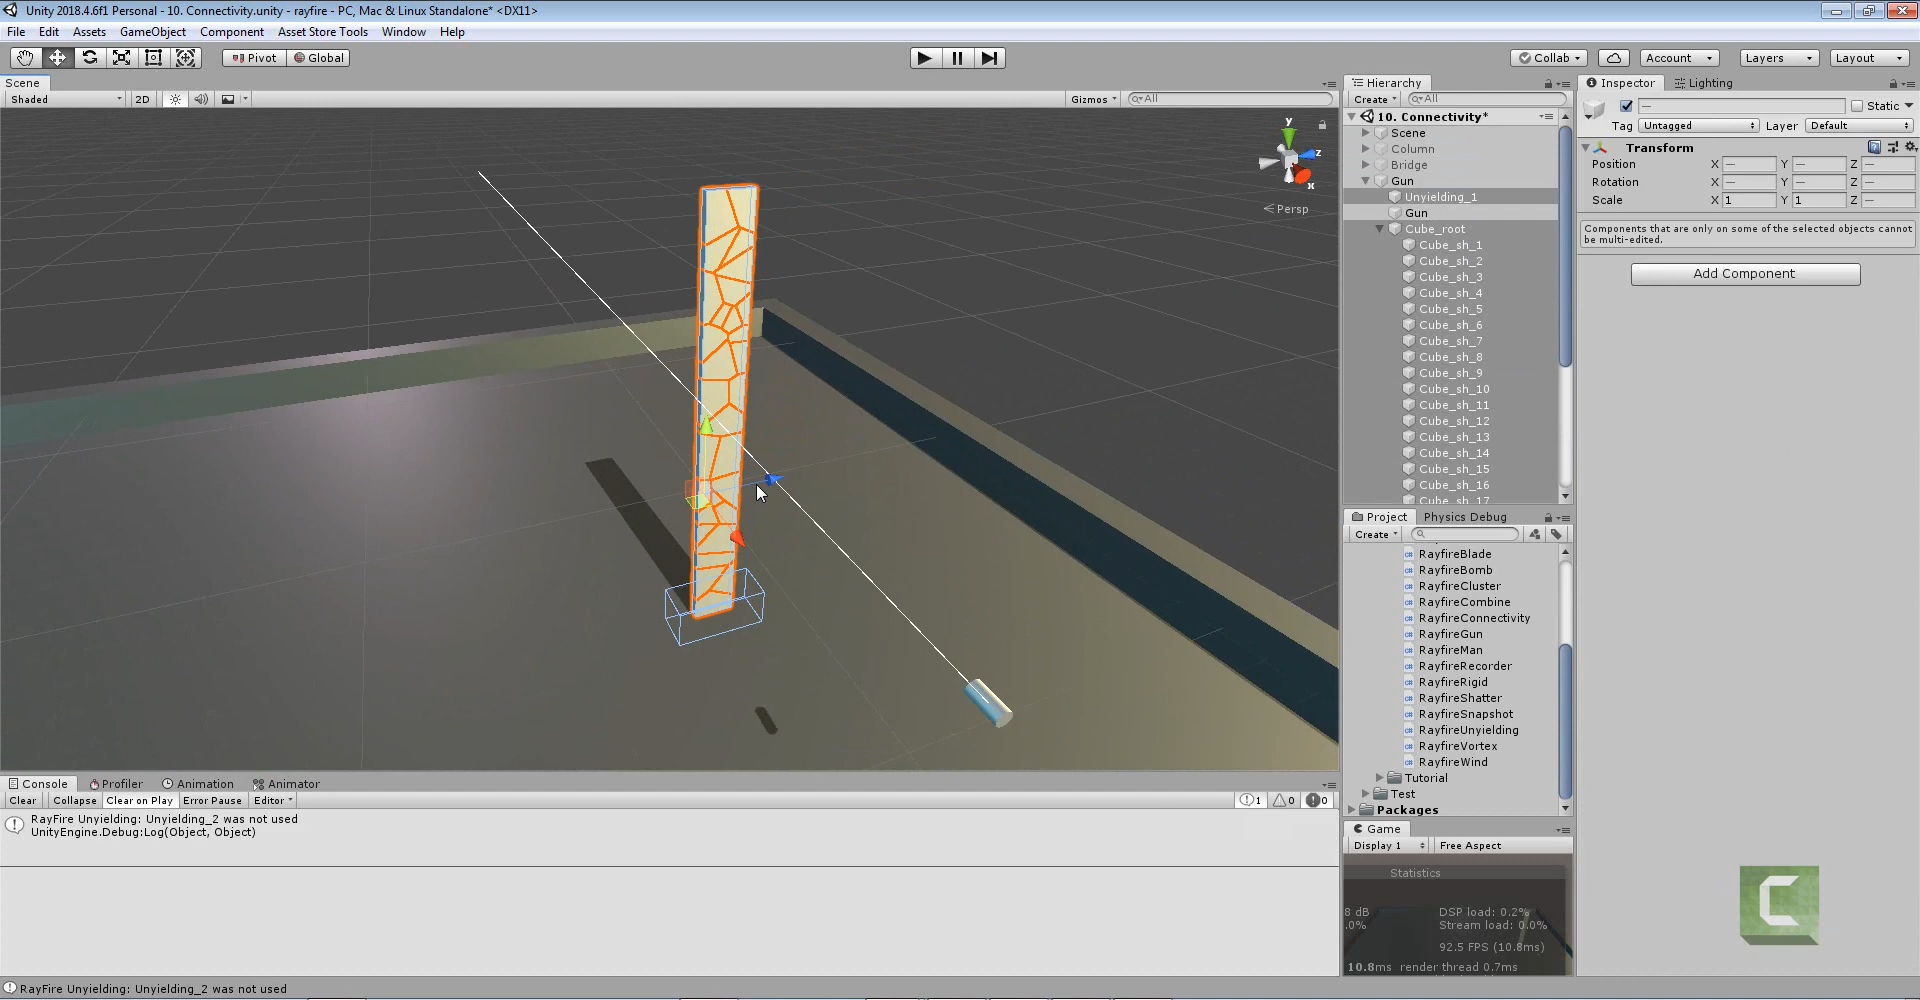 Unity 2018.4.6f1 Personal - 10. Connectivity.unity - rayfire - PC, Mac & Linux Standalone* <DX11>
File Edit Assets GameObject Component Asset Store Tools Window Help
Pivot Global Collab Account Layers Layout
Scene
Shaded 2D Gizmos All
y
z
x
Persp
Hierarchy
Create All
10. Connectivity*
Scene
Column
Bridge
Gun
Unyielding_1
Gun
Cube_root
Cube_sh_1
Cube_sh_2
Cube_sh_3
Cube_sh_4
Cube_sh_5
Cube_sh_6
Cube_sh_7
Cube_sh_8
Cube_sh_9
Cube_sh_10
Cube_sh_11
Cube_sh_12
Cube_sh_13
Cube_sh_14
Cube_sh_15
Cube_sh_16
Cube_sh_17
Inspector Lighting
— Static
Tag Untagged Layer Default
Transform
Position X — Y — Z —
Rotation X — Y — Z —
Scale X 1 Y 1 Z —
Components that are only on some of the selected objects cannot
be multi-edited.
Add Component
Project Physics Debug
Create
RayfireBlade
RayfireBomb
RayfireCluster
RayfireCombine
RayfireConnectivity
RayfireGun
RayfireMan
RayfireRecorder
RayfireRigid
RayfireShatter
RayfireSnapshot
RayfireUnyielding
RayfireVortex
RayfireWind
Tutorial
Test
Packages
Game
Display 1 Free Aspect
Statistics
8 dB DSP load: 0.2%
.0% Stream load: 0.0%
92.5 FPS (10.8ms)
10.8ms render thread 0.7ms
Console Profiler Animation Animator
Clear Collapse Clear on Play Error Pause Editor 1 0 0
RayFire Unyielding: Unyielding_2 was not used
UnityEngine.Debug:Log(Object, Object)
RayFire Unyielding: Unyielding_2 was not used
C